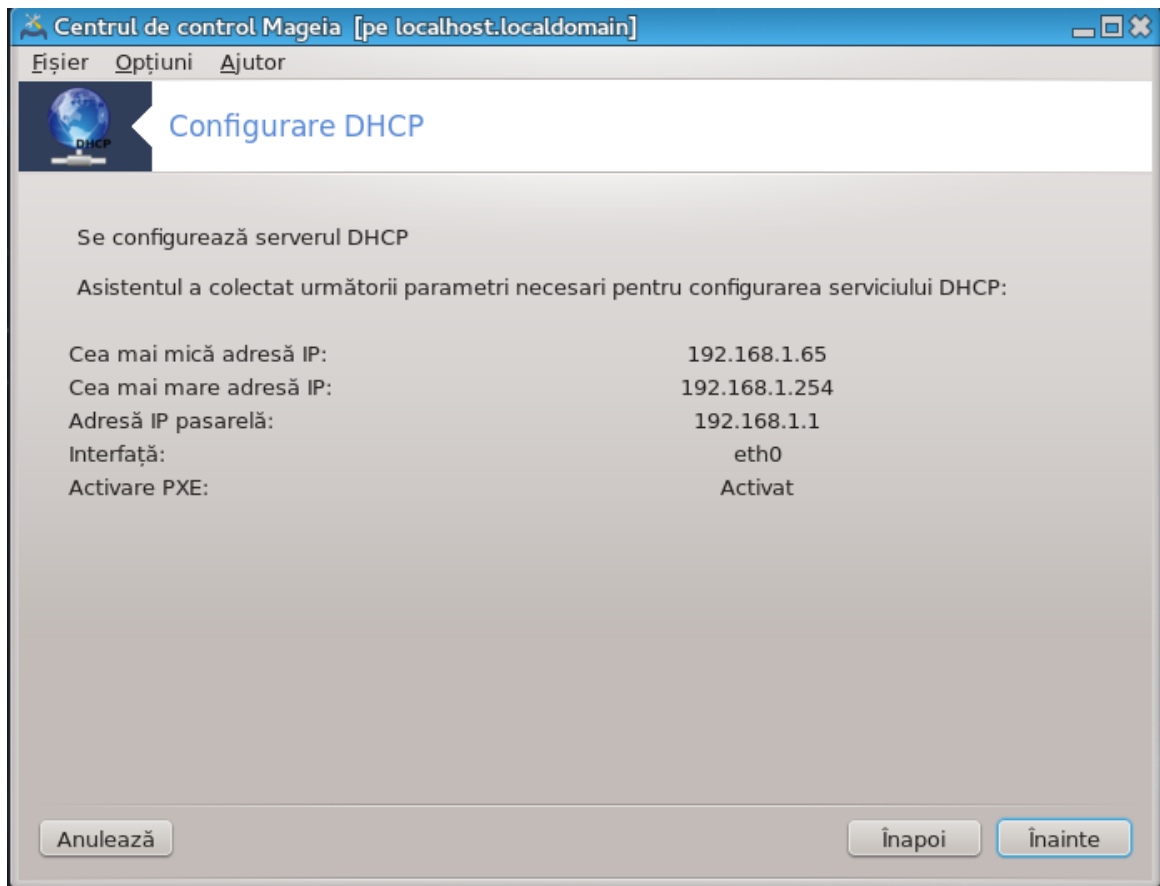 Centrul de control Mageia [pe localhost.localdomain]
Fișier Opțiuni Ajutor
DHCP
Configurare DHCP
Se configurează serverul DHCP
Asistentul a colectat următorii parametri necesari pentru configurarea serviciului DHCP:
Cea mai mică adresă IP: 192.168.1.65
Cea mai mare adresă IP: 192.168.1.254
Adresă IP pasarelă: 192.168.1.1
Interfață: eth0
Activare PXE: Activat
Anulează Înapoi Înainte